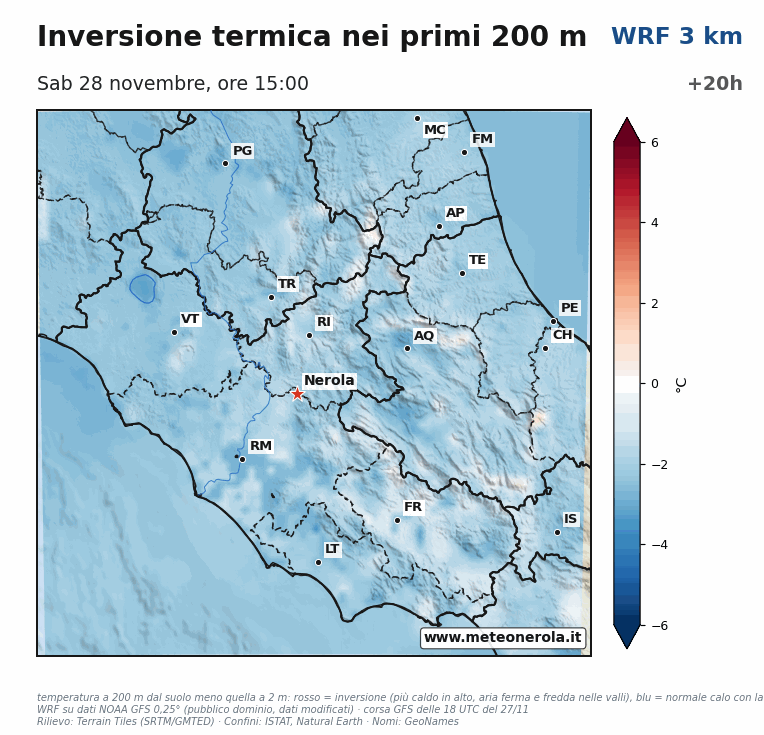 Inversione termica nei primi 200 m
WRF 3 km
Sab 28 novembre, ore 15:00
+20h
MC
FM
PG
AP
TE
TR
PE
VT
RI
AQ
CH
Nerola
RM
FR
IS
LT
www.meteonerola.it
6
4
2
0
−2
−4
−6
°C
temperatura a 200 m dal suolo meno quella a 2 m: rosso = inversione (più caldo in alto, aria ferma e fredda nelle valli), blu = normale calo con la
WRF su dati NOAA GFS 0,25° (pubblico dominio, dati modificati) · corsa GFS delle 18 UTC del 27/11
Rilievo: Terrain Tiles (SRTM/GMTED) · Confini: ISTAT, Natural Earth · Nomi: GeoNames